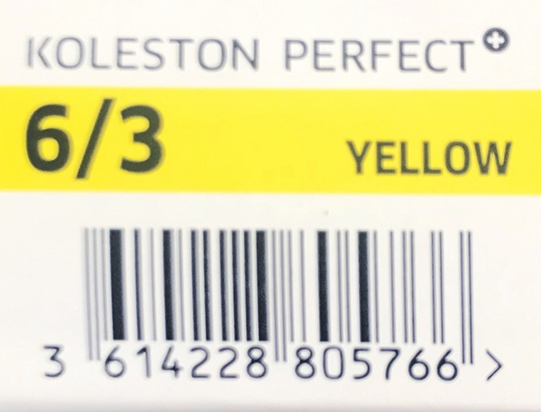 KOLESTON PERFECT+
6/3 YELLOW
3 614228 805766 >